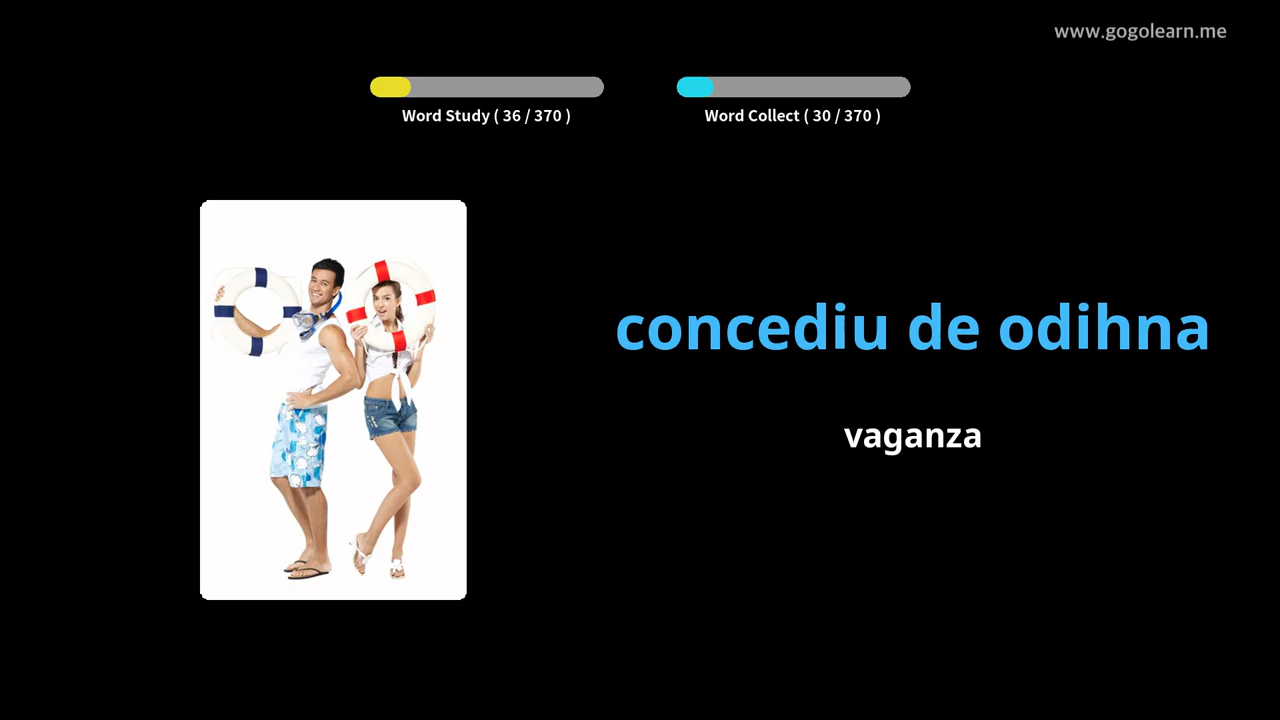 www.gogolearn.me
Word Study ( 36 / 370 )
Word Collect ( 30 / 370 )
concediu de odihna
vaganza